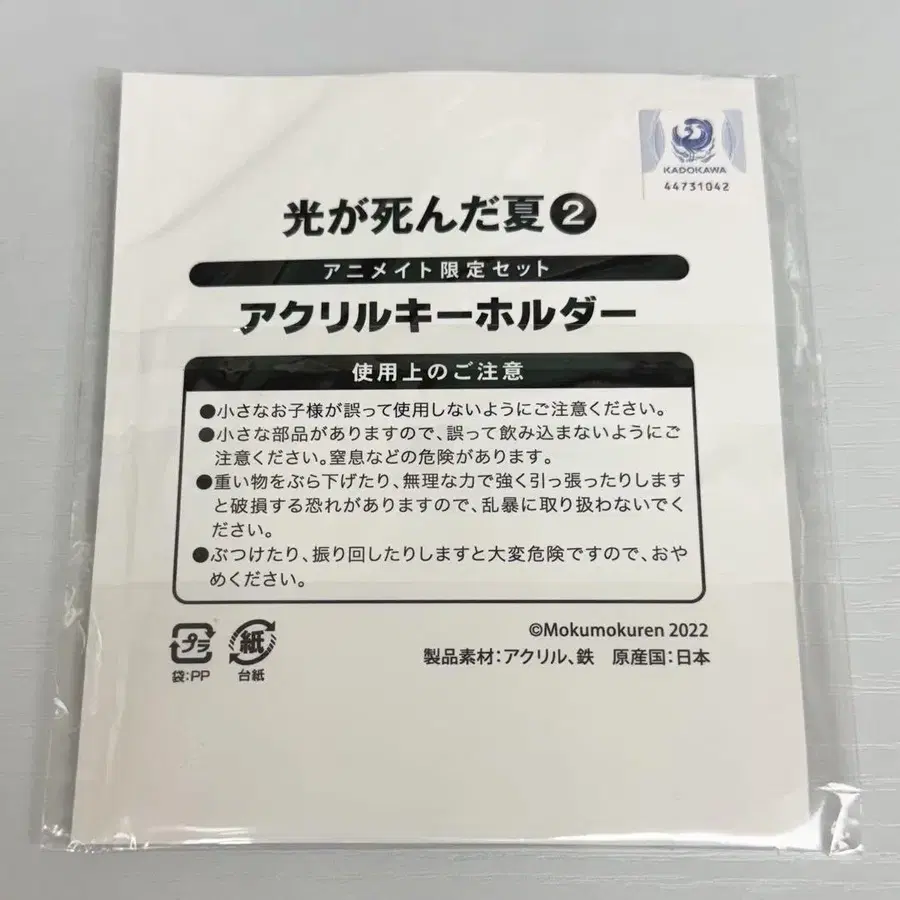 KADOKAWA
44731042
光が死んだ夏❷
アニメイト限定セット
アクリルキーホルダー
使用上のご注意
●小さなお子様が誤って使用しないようにご注意ください。
●小さな部品がありますので、誤って飲み込まないようにご
注意ください。窒息などの危険があります。
●重い物をぶら下げたり、無理な力で強く引っ張ったりします
と破損する恐れがありますので、乱暴に取り扱わないでく
ださい。
●ぶつけたり、振り回したりしますと大変危険ですので、おや
めください。
©Mokumokuren 2022
製品素材：アクリル、鉄　原産国：日本
プラ
紙
袋：PP
台紙